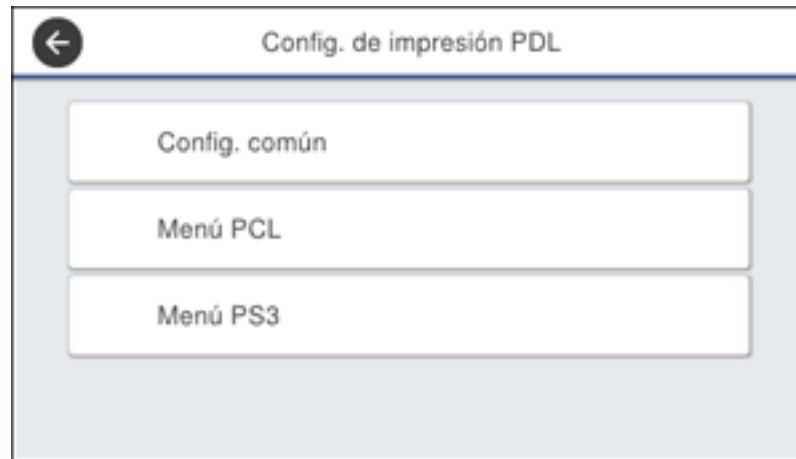 Config. de impresión PDL
Config. común
Menú PCL
Menú PS3